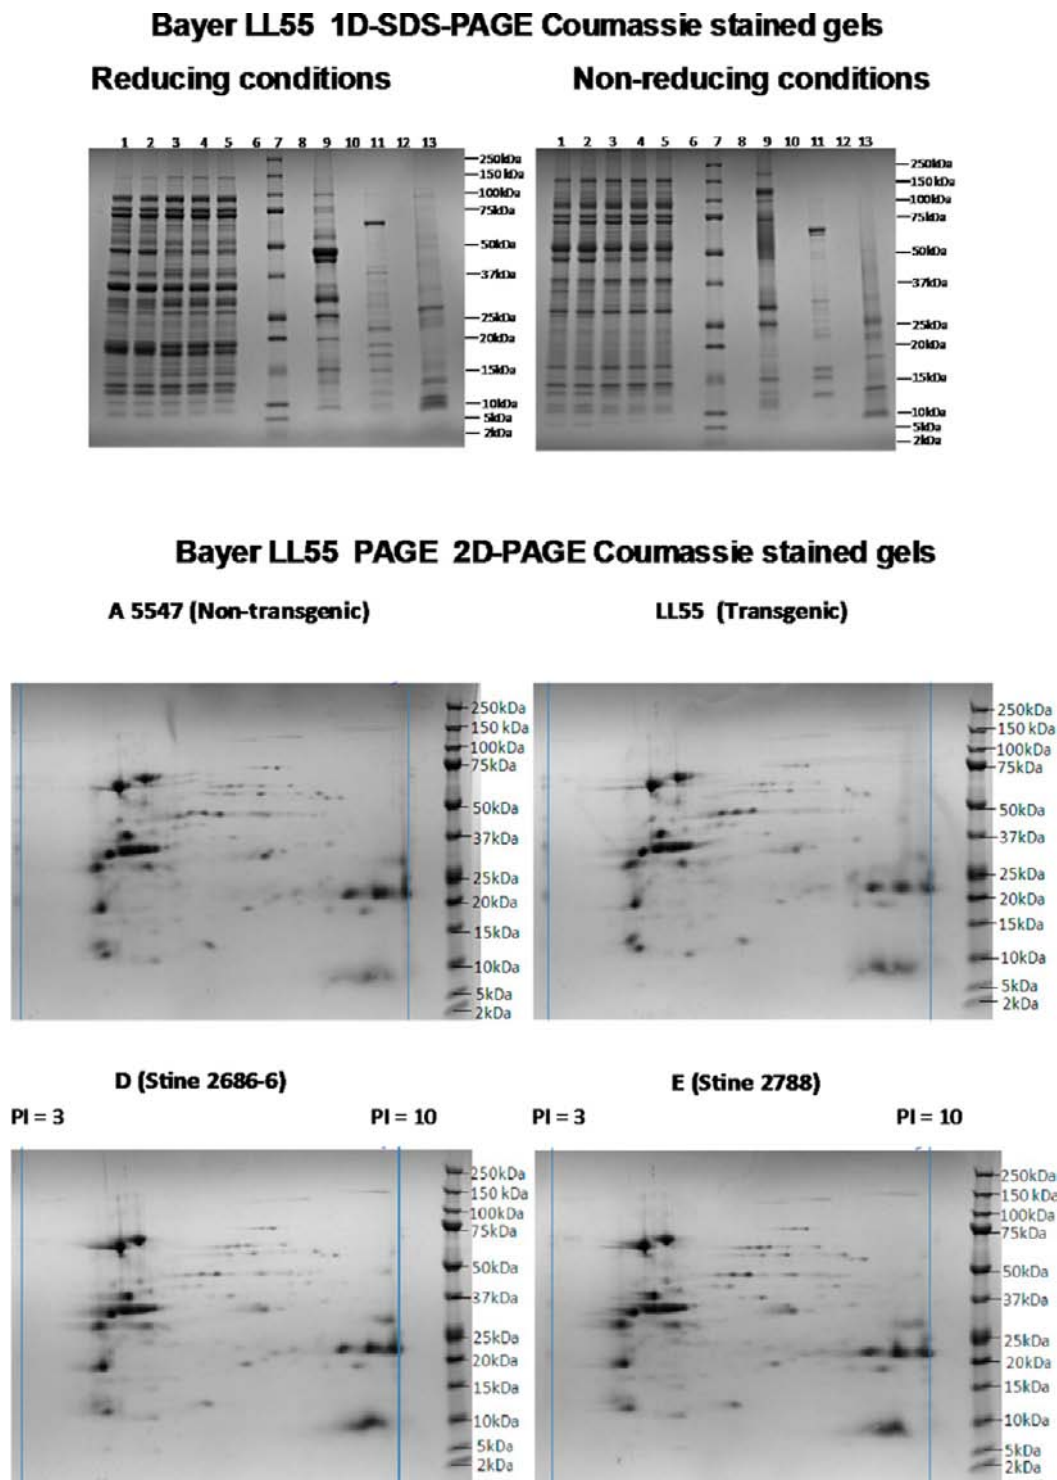 Bayer LL55 1D-SDS-PAGE Coumassie stained gels
Reducing conditions
Non-reducing conditions
1 2 3 4 5 6 7 8 9 10 11 12 13
250kDa
150 kDa
100kDa
75kDa
50kDa
37kDa
25kDa
20kDa
15kDa
10kDa
5kDa
2kDa
1 2 3 4 5 6 7 8 9 10 11 12 13
250kDa
150kDa
100kDa
75kDa
50kDa
37kDa
25kDa
20kDa
15kDa
10kDa
5kDa
2kDa
Bayer LL55 PAGE 2D-PAGE Coumassie stained gels
A 5547 (Non-transgenic)
LL55 (Transgenic)
250kDa
150 kDa
100kDa
75kDa
50kDa
37kDa
25kDa
20kDa
15kDa
10kDa
5kDa
2kDa
250kDa
150 kDa
100kDa
75kDa
50kDa
37kDa
25kDa
20kDa
15kDa
10kDa
5kDa
2kDa
D (Stine 2686-6)
E (Stine 2788)
PI = 3
PI = 10
PI = 3
PI = 10
250kDa
150 kDa
100kDa
75kDa
50kDa
37kDa
25kDa
20kDa
15kDa
10kDa
5kDa
2kDa
250kDa
150 kDa
100kDa
75kDa
50kDa
37kDa
25kDa
20kDa
15kDa
10kDa
5kDa
2kDa